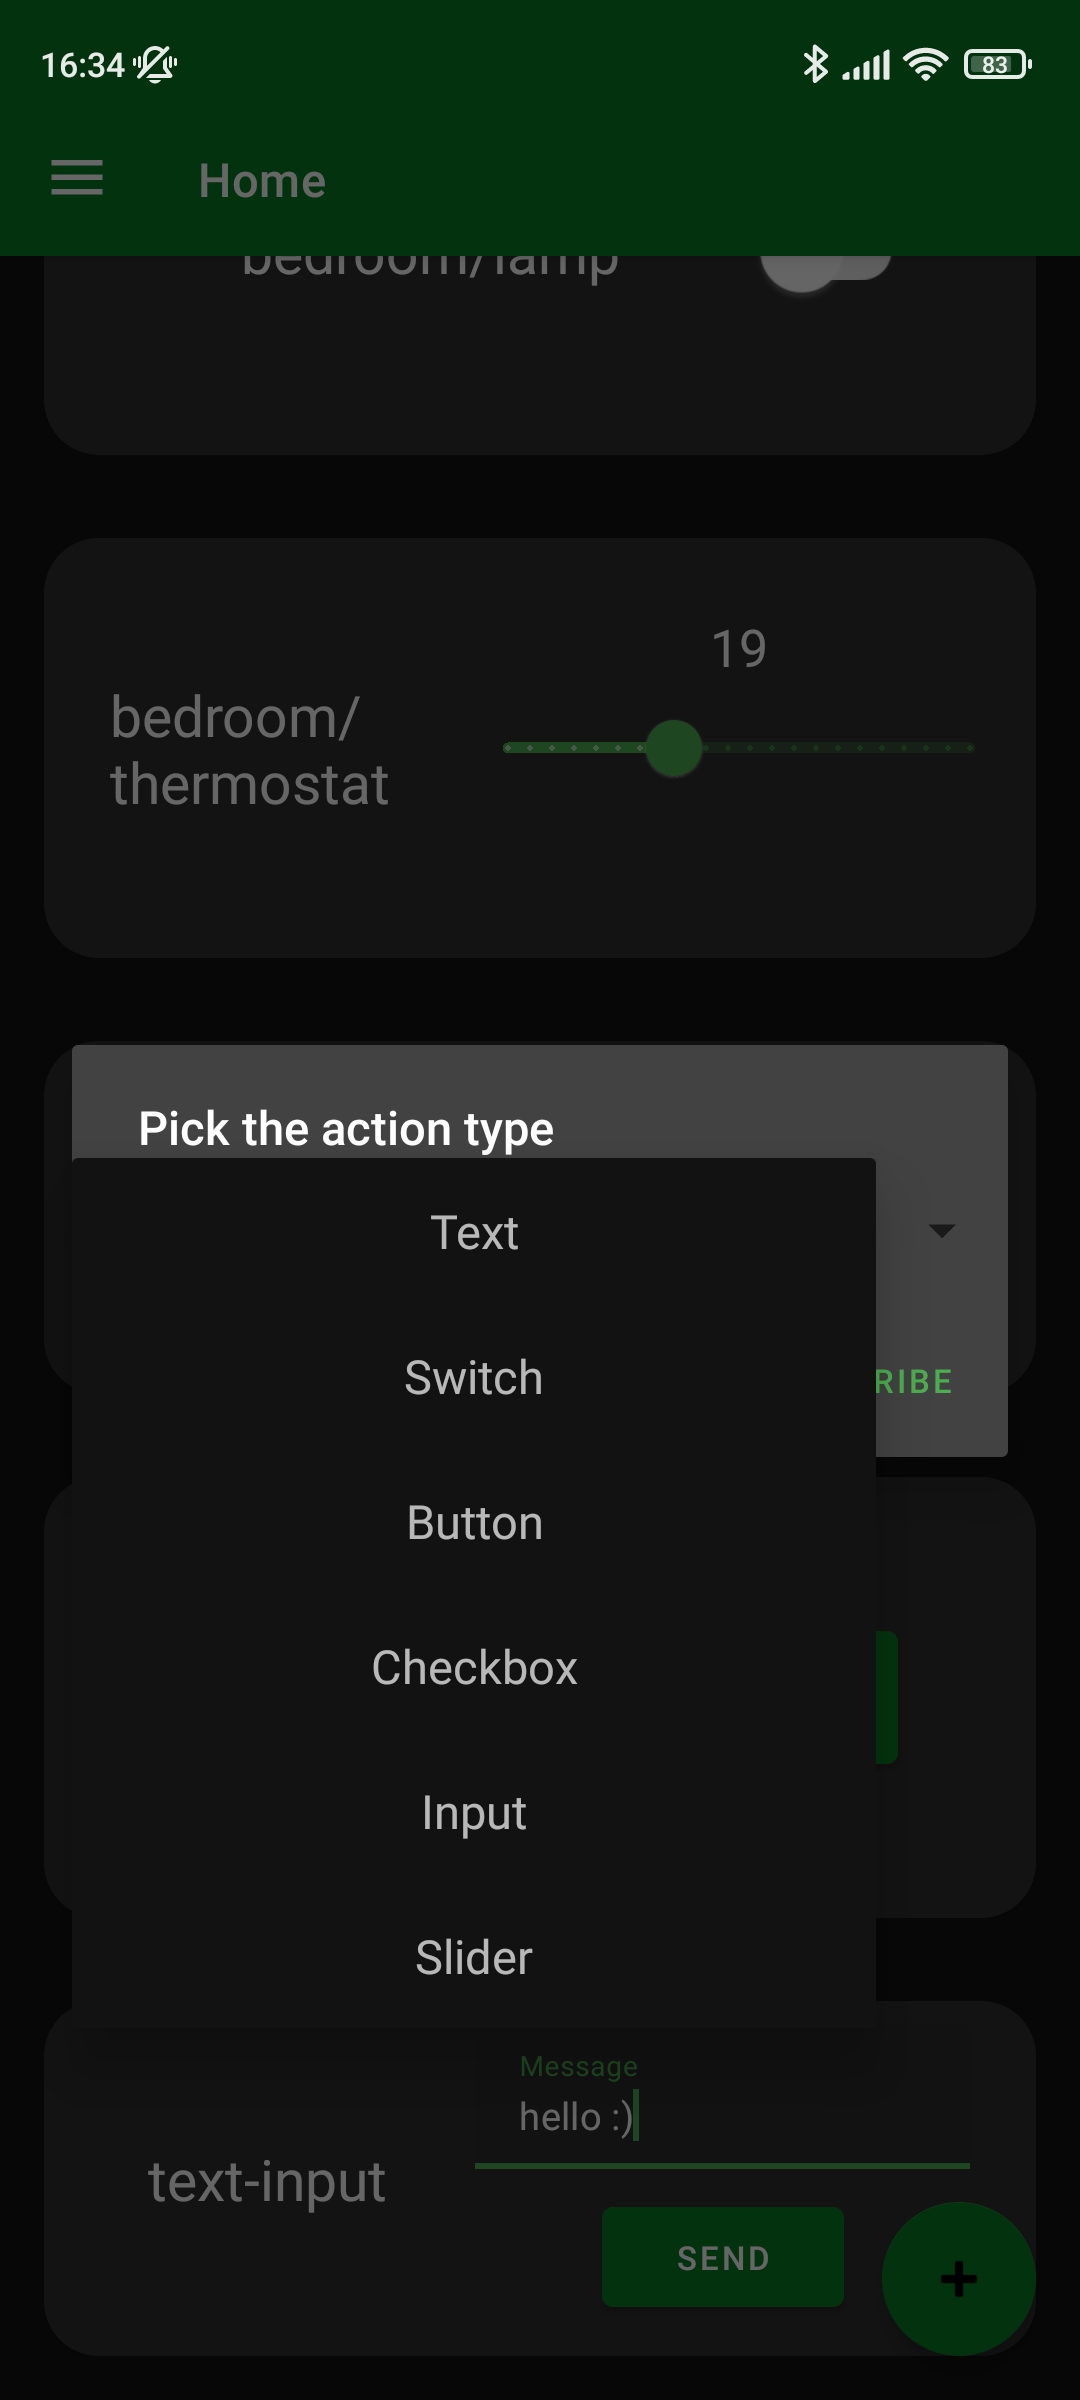 16:34
83
Home
bedroom/lamp
19
bedroom/
thermostat
Pick the action type
Text
Switch
RIBE
Button
Checkbox
Input
Slider
Message
hello :)
text-input
SEND